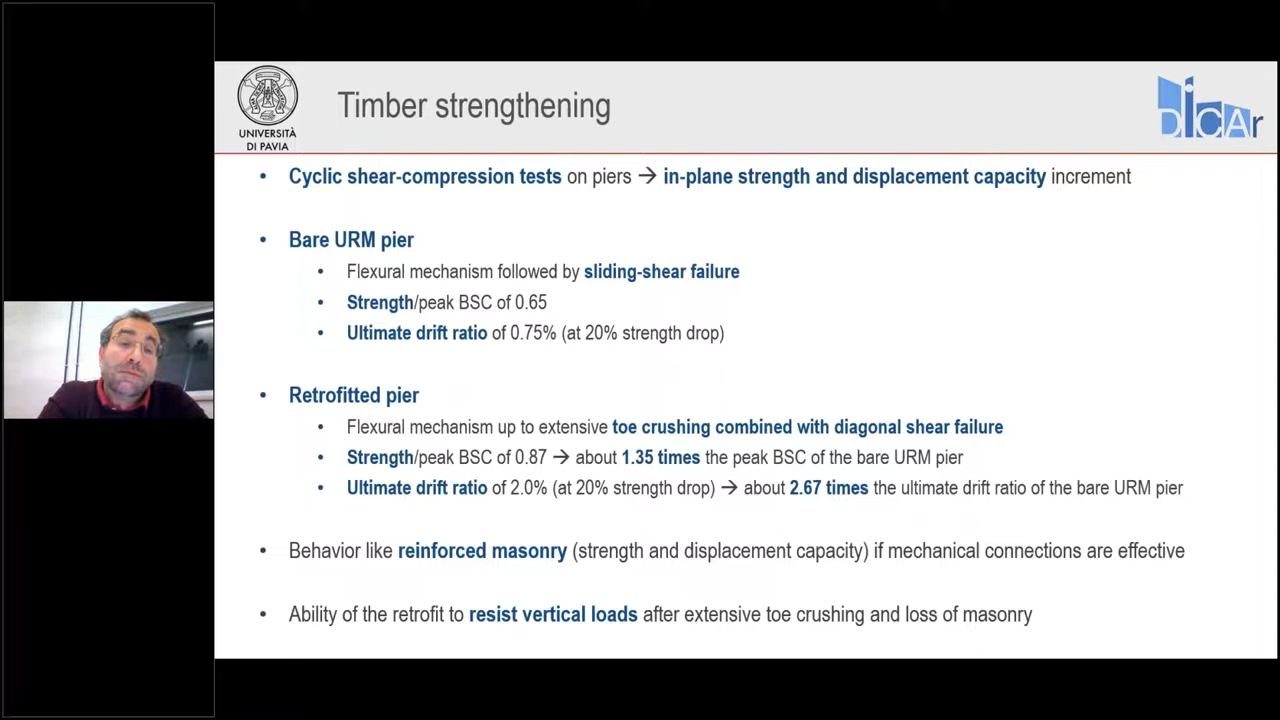 UNIVERSITÀ
DI PAVIA
Timber strengthening
DICAr
• Cyclic shear-compression tests on piers → in-plane strength and displacement capacity increment
• Bare URM pier
• Flexural mechanism followed by sliding-shear failure
• Strength/peak BSC of 0.65
• Ultimate drift ratio of 0.75% (at 20% strength drop)
• Retrofitted pier
• Flexural mechanism up to extensive toe crushing combined with diagonal shear failure
• Strength/peak BSC of 0.87 → about 1.35 times the peak BSC of the bare URM pier
• Ultimate drift ratio of 2.0% (at 20% strength drop) → about 2.67 times the ultimate drift ratio of the bare URM pier
• Behavior like reinforced masonry (strength and displacement capacity) if mechanical connections are effective
• Ability of the retrofit to resist vertical loads after extensive toe crushing and loss of masonry